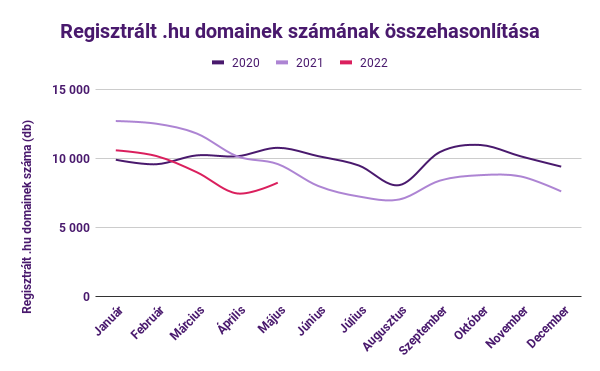 Regisztrált .hu domainek számának összehasonlítása
2020 2021 2022
Regisztrált .hu domainek száma (db)
15 000
10 000
5 000
0
Január Február Március Április Május Június Július Augusztus Szeptember Október November December